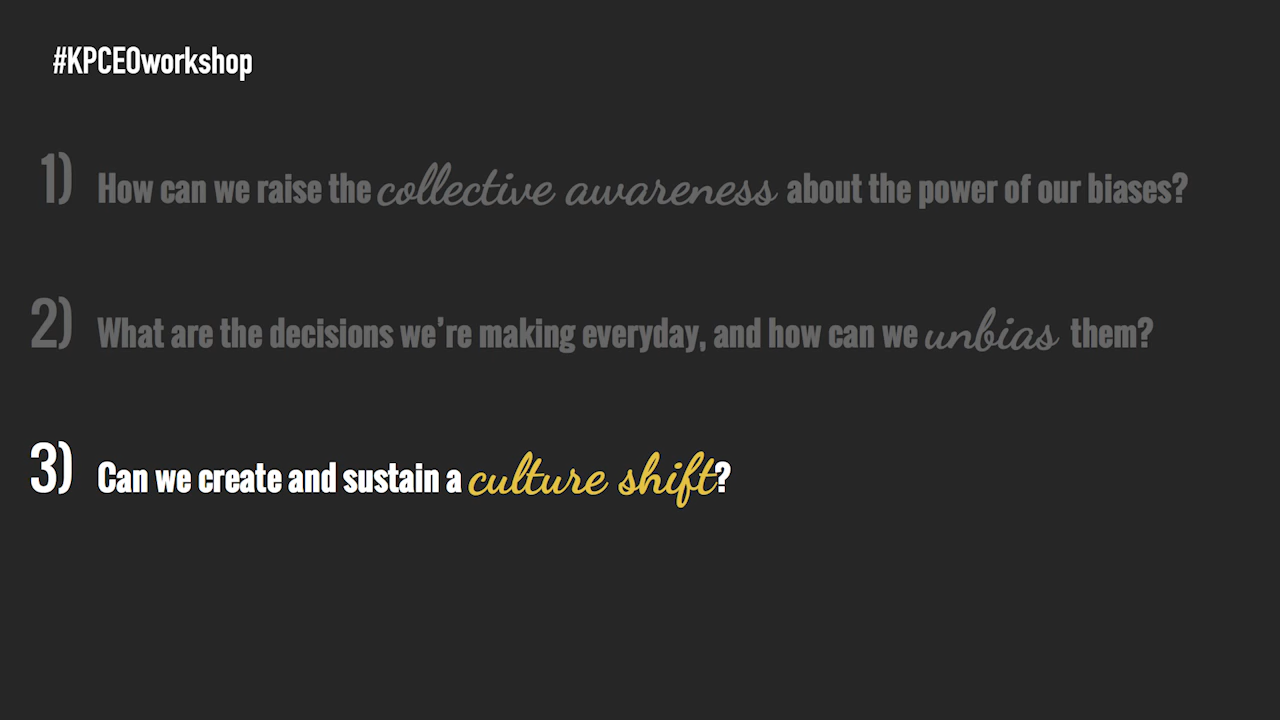 #KPCEOworkshop
1) How can we raise the collective awareness about the power of our biases?
2) What are the decisions we're making everyday, and how can we unbias them?
3) Can we create and sustain a culture shift?